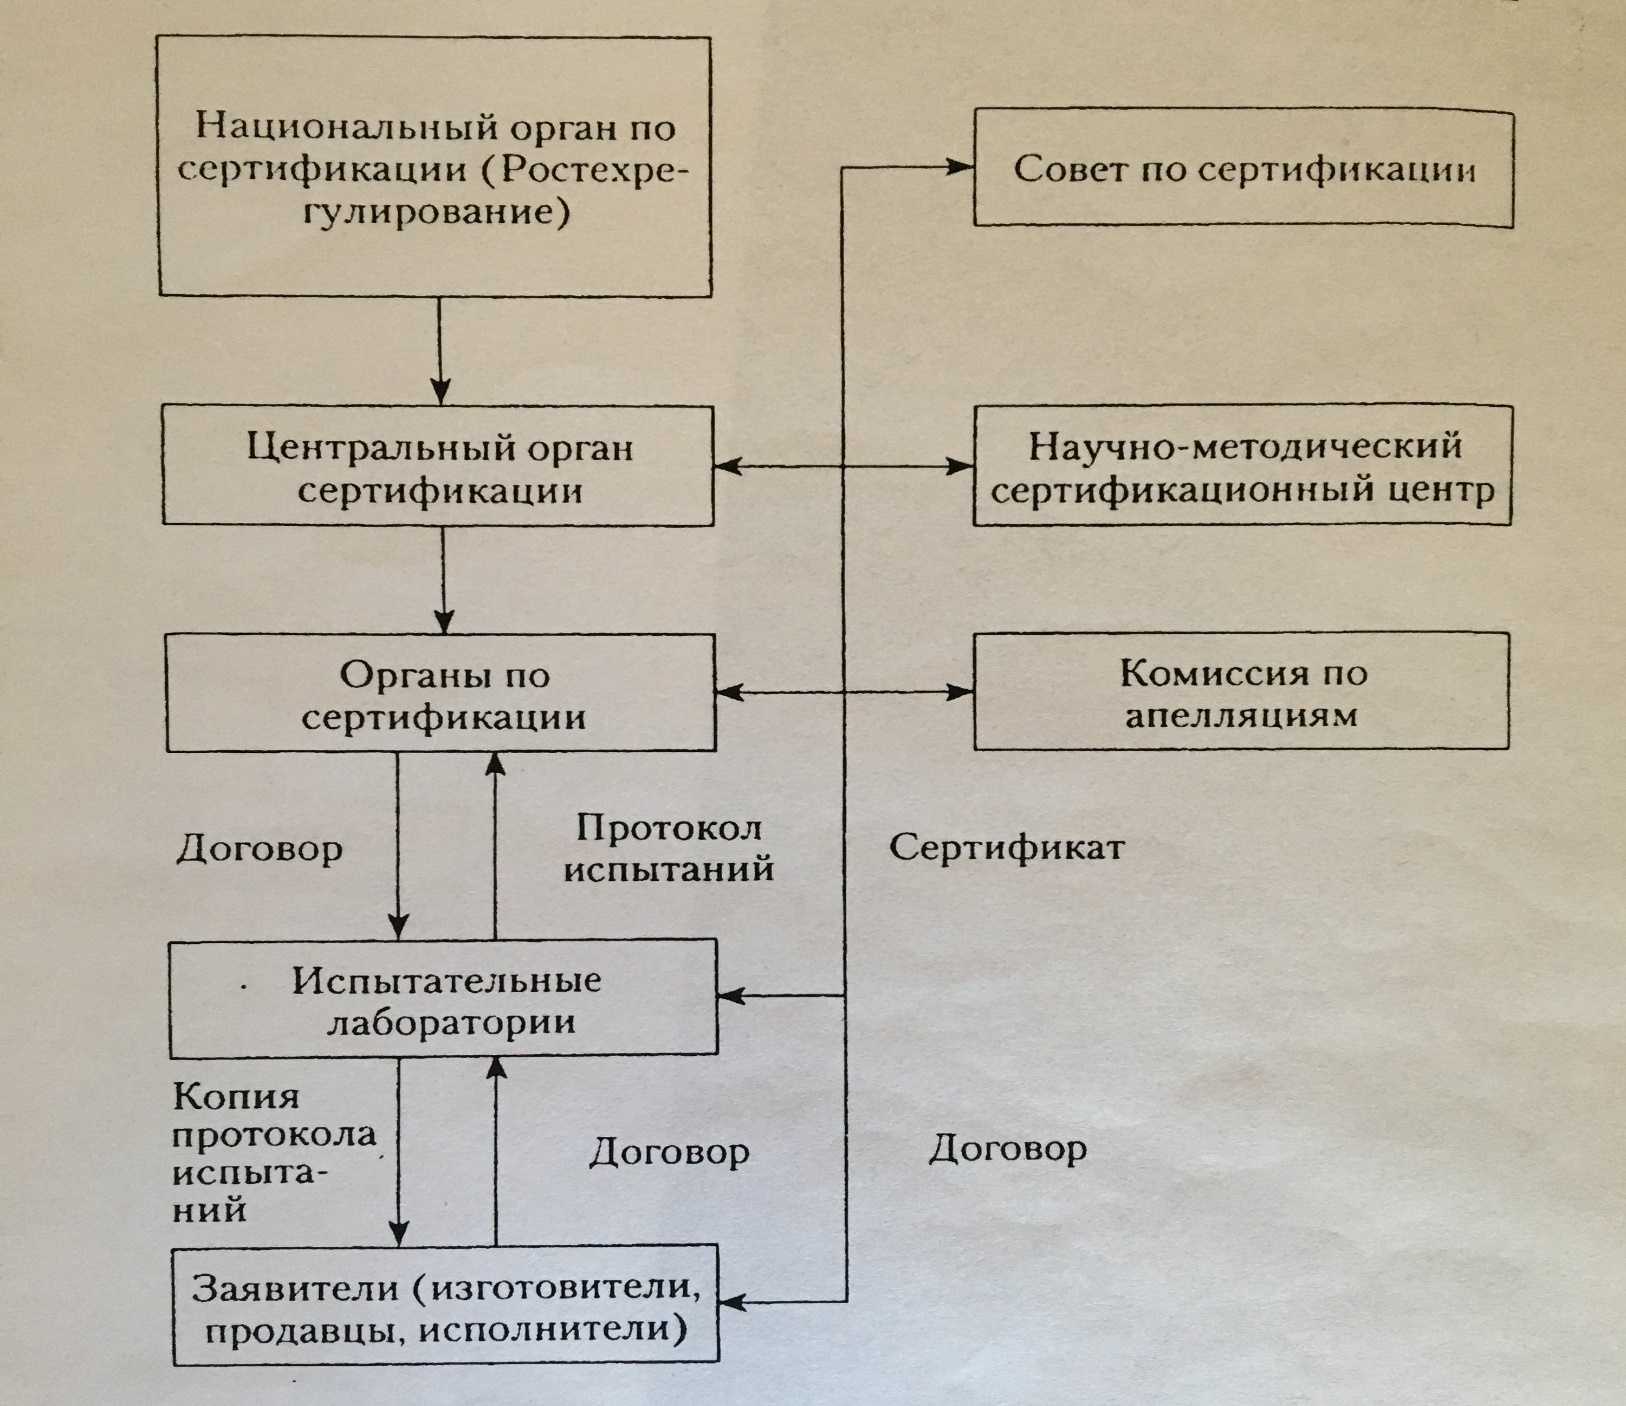 Национальный орган по
сертификации (Ростехре-
гулирование)
Совет по сертификации
Центральный орган
сертификации
Научно-методический
сертификационный центр
Органы по
сертификации
Комиссия по
апелляциям
Договор
Протокол
испытаний
Сертификат
Испытательные
лаборатории
Копия
протокола
испыта-
ний
Договор
Договор
Заявители (изготовители,
продавцы, исполнители)